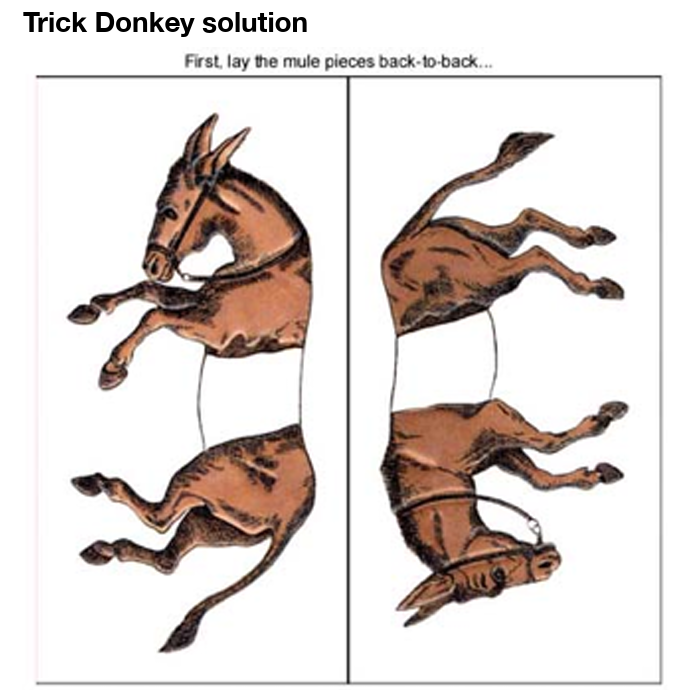 Trick Donkey solution
First, lay the mule pieces back-to-back...